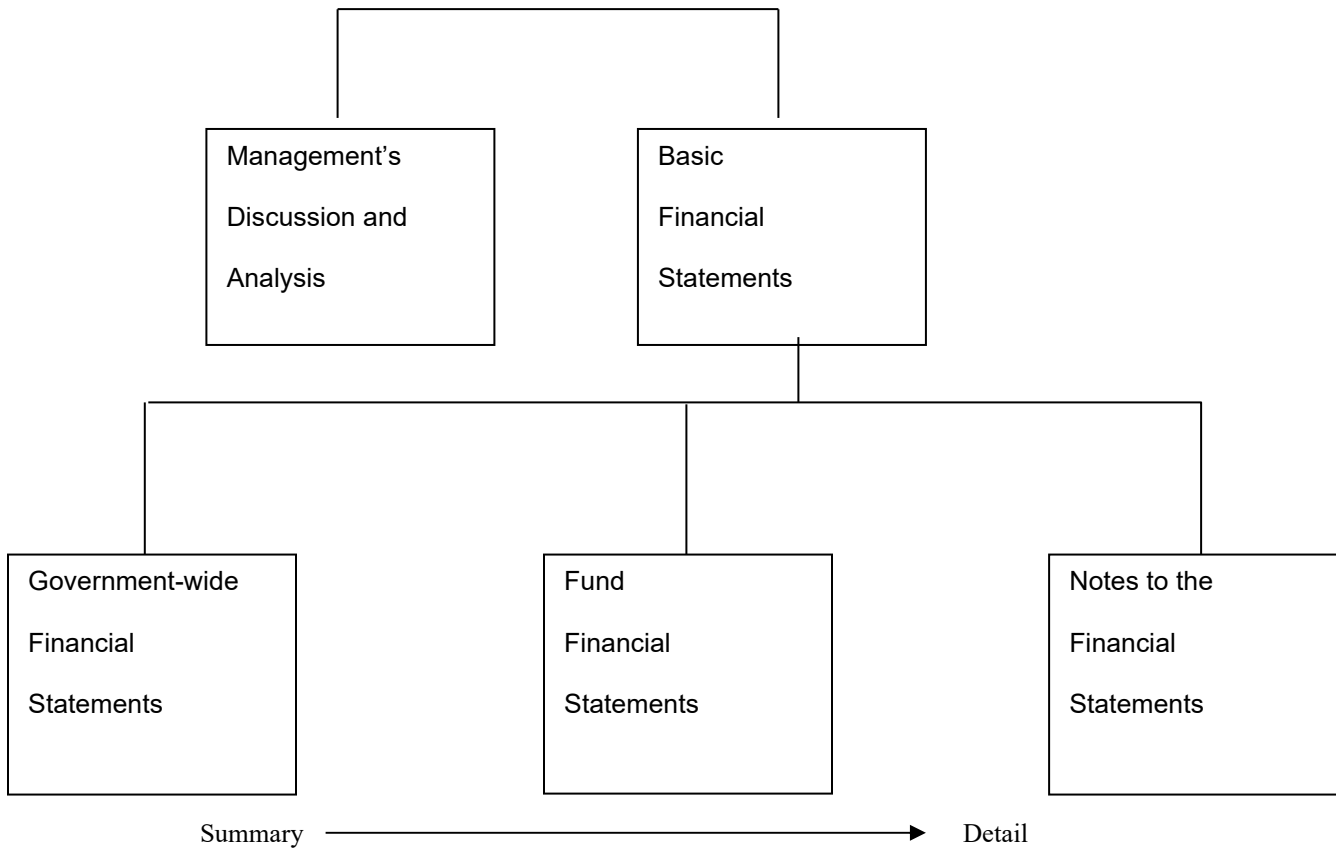 Management’s
Discussion and
Analysis
Basic
Financial
Statements
Government-wide
Financial
Statements
Fund
Financial
Statements
Notes to the
Financial
Statements
Summary
Detail